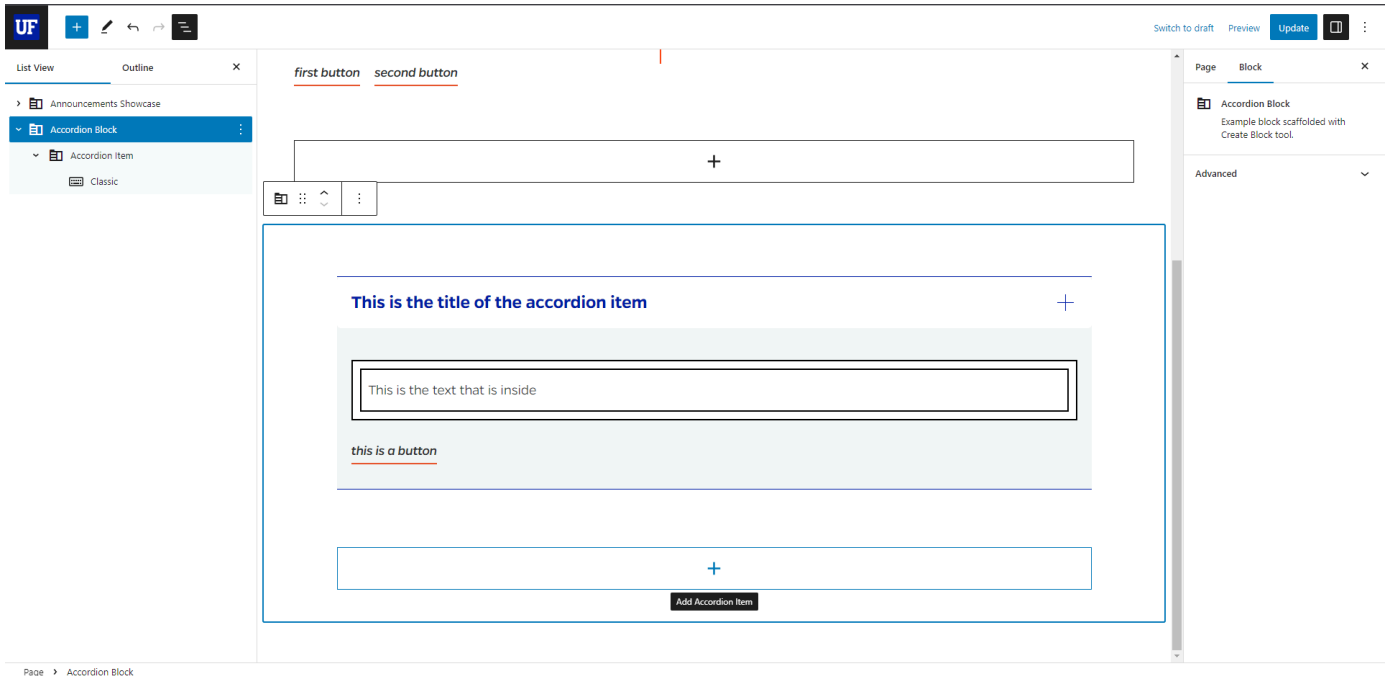 UF
Switch to draft
Preview
Update
List View
Outline
Announcements Showcase
Accordion Block
Accordion Item
Classic
first button
second button
This is the title of the accordion item
This is the text that is inside
this is a button
Add Accordion Item
Page
Block
Accordion Block
Example block scaffolded with
Create Block tool.
Advanced
Page > Accordion Block